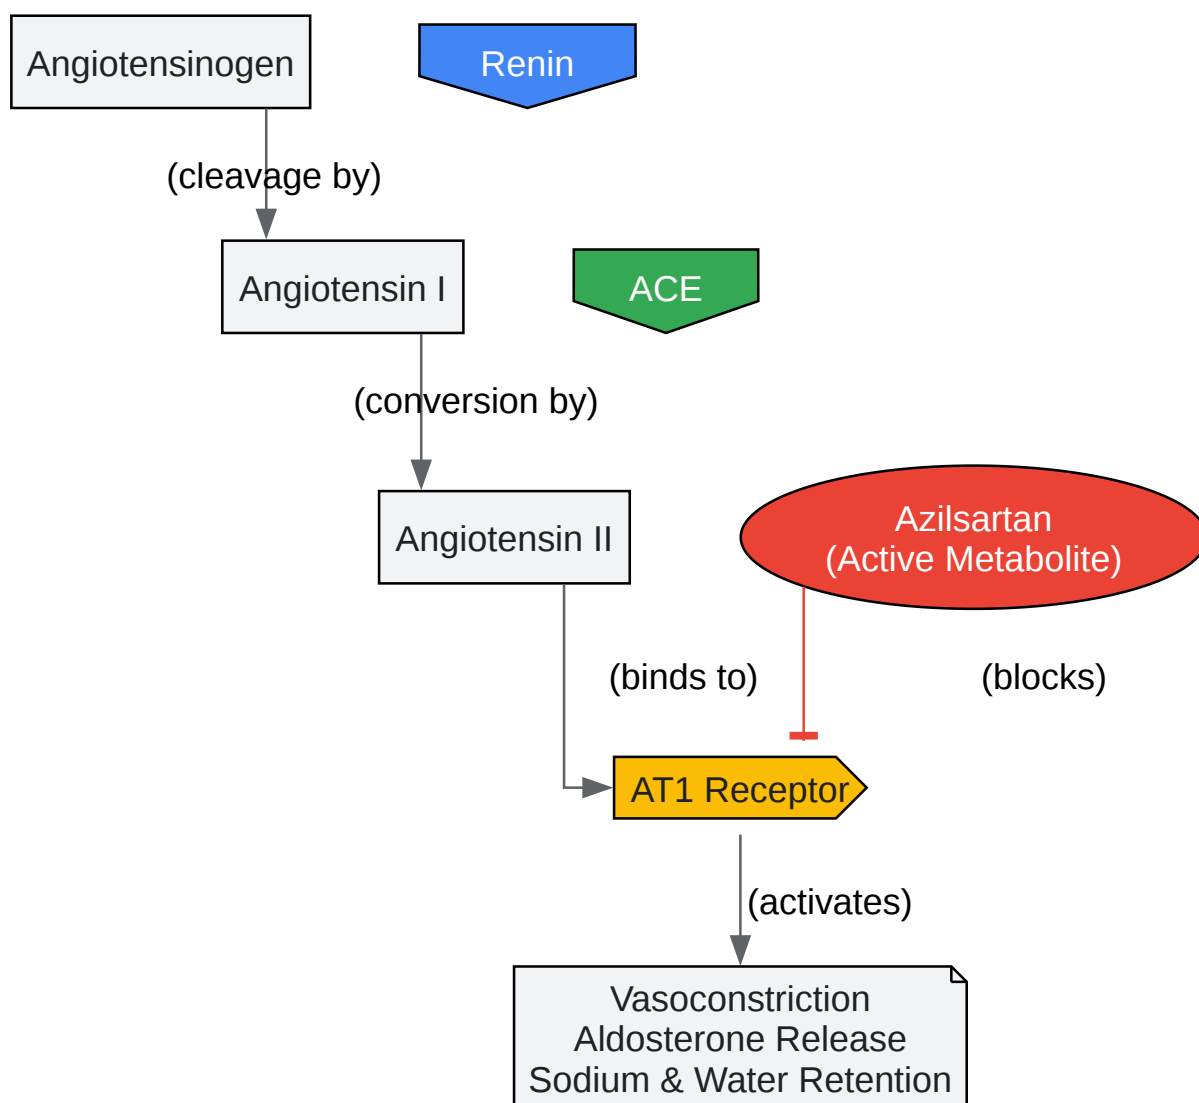 Angiotensinogen
Renin
(cleavage by)
Angiotensin I
ACE
(conversion by)
Angiotensin II
Azilsartan
(Active Metabolite)
(binds to)
(blocks)
AT1 Receptor
(activates)
Vasoconstriction
Aldosterone Release
Sodium & Water Retention